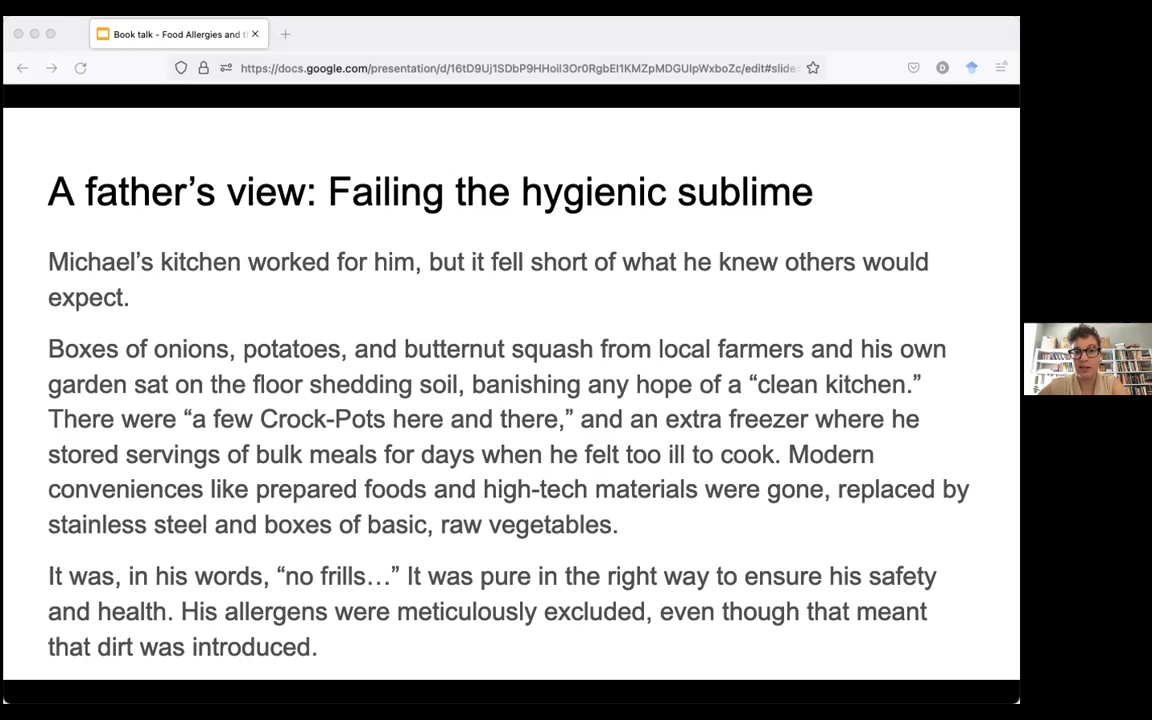 Book talk - Food Allergies and t
https://docs.google.com/presentation/d/16tD9Uj1SDbP9HHoil3Or0RgbEI1KMZpMDGUIpWxboZc/edit#slide
D
A father’s view: Failing the hygienic sublime
Michael’s kitchen worked for him, but it fell short of what he knew others would
expect.
Boxes of onions, potatoes, and butternut squash from local farmers and his own
garden sat on the floor shedding soil, banishing any hope of a “clean kitchen.”
There were “a few Crock-Pots here and there,” and an extra freezer where he
stored servings of bulk meals for days when he felt too ill to cook. Modern
conveniences like prepared foods and high-tech materials were gone, replaced by
stainless steel and boxes of basic, raw vegetables.
It was, in his words, “no frills…” It was pure in the right way to ensure his safety
and health. His allergens were meticulously excluded, even though that meant
that dirt was introduced.